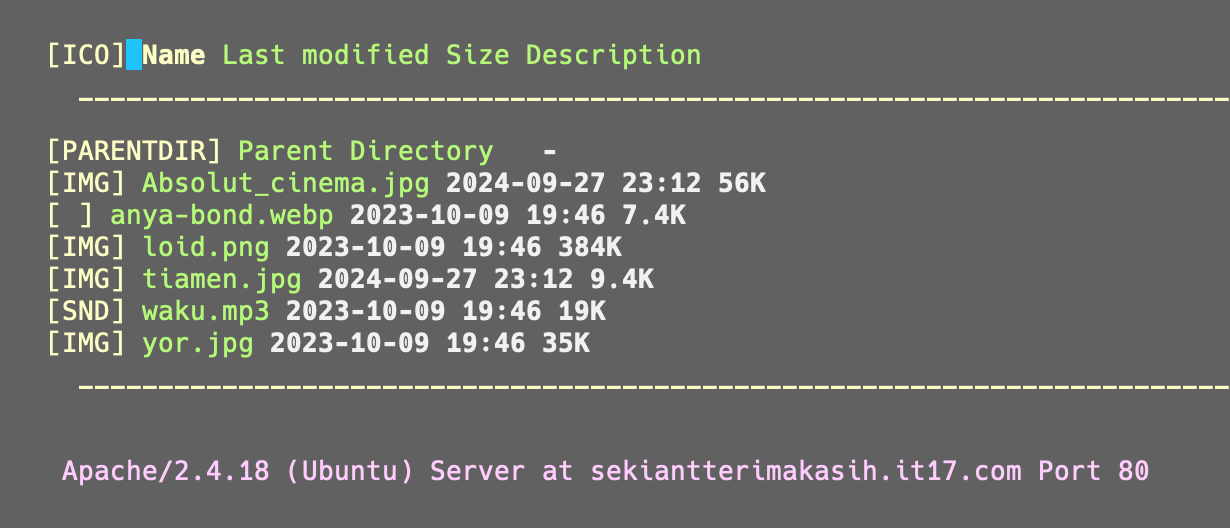 [ICO] Name Last modified Size Description
[PARENTDIR] Parent Directory   -
[IMG] Absolut_cinema.jpg 2024-09-27 23:12 56K
[ ] anya-bond.webp 2023-10-09 19:46 7.4K
[IMG] loid.png 2023-10-09 19:46 384K
[IMG] tiamen.jpg 2024-09-27 23:12 9.4K
[SND] waku.mp3 2023-10-09 19:46 19K
[IMG] yor.jpg 2023-10-09 19:46 35K
Apache/2.4.18 (Ubuntu) Server at sekiantterimakasih.it17.com Port 80